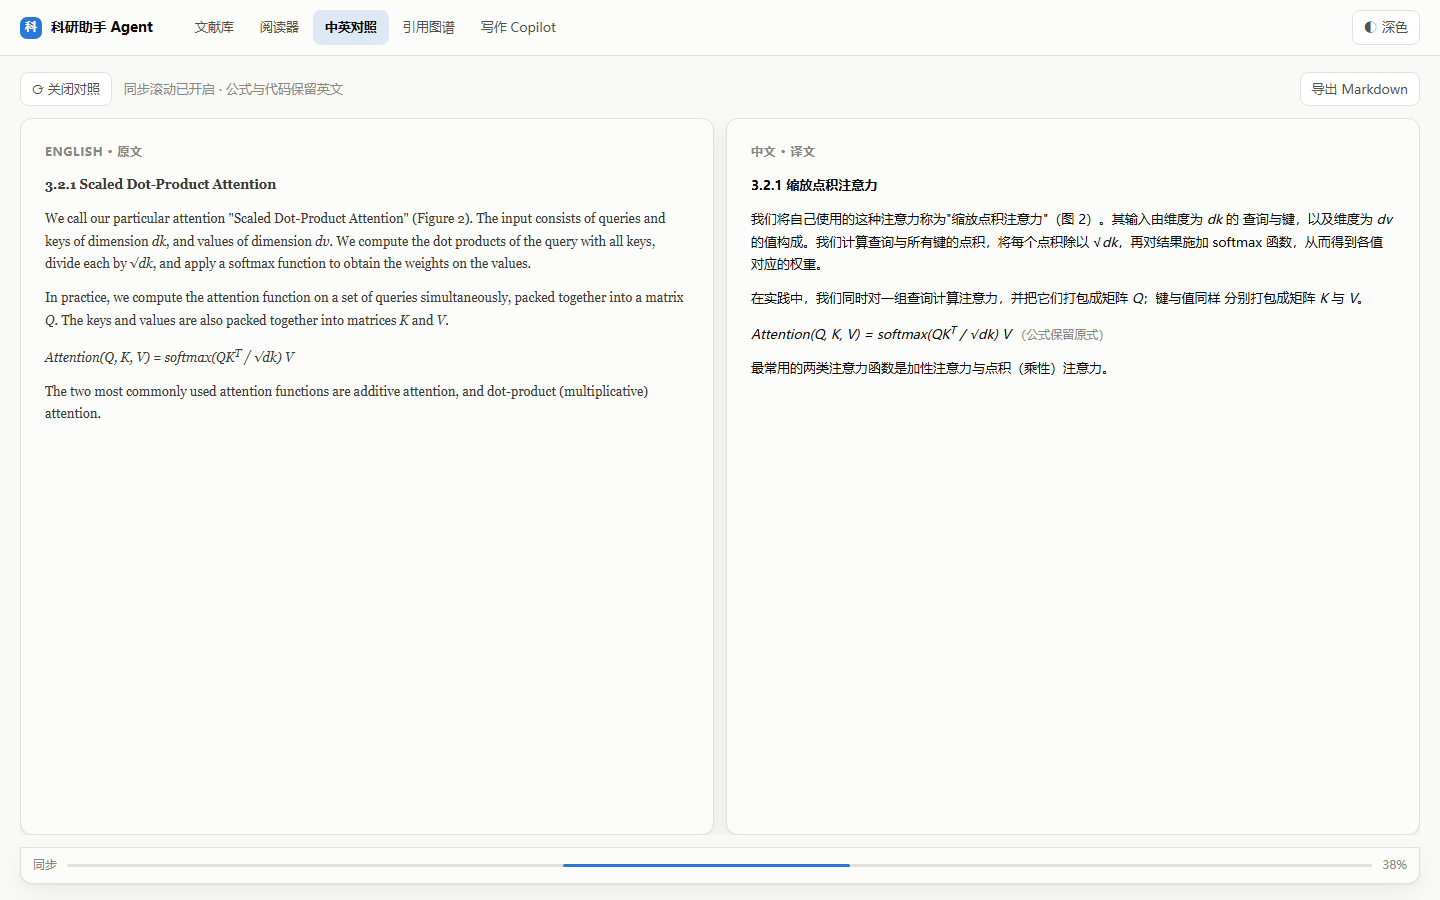 科 科研助手 Agent 文献库 阅读器 中英对照 引用图谱 写作 Copilot ◐ 深色
⟳ 关闭对照 同步滚动已开启 · 公式与代码保留英文 导出 Markdown
ENGLISH • 原文
3.2.1 Scaled Dot-Product Attention
We call our particular attention "Scaled Dot-Product Attention" (Figure 2). The input consists of queries and
keys of dimension dk, and values of dimension dv. We compute the dot products of the query with all keys,
divide each by √dk, and apply a softmax function to obtain the weights on the values.
In practice, we compute the attention function on a set of queries simultaneously, packed together into a matrix
Q. The keys and values are also packed together into matrices K and V.
Attention(Q, K, V) = softmax(QK^T / √dk) V
The two most commonly used attention functions are additive attention, and dot-product (multiplicative)
attention.
中文 • 译文
3.2.1 缩放点积注意力
我们将自己使用的这种注意力称为"缩放点积注意力"（图 2）。其输入由维度为 dk 的 查询与键，以及维度为 dv
的值构成。我们计算查询与所有键的点积，将每个点积除以 √dk，再对结果施加 softmax 函数，从而得到各值
对应的权重。
在实践中，我们同时对一组查询计算注意力，并把它们打包成矩阵 Q；键与值同样 分别打包成矩阵 K 与 V。
Attention(Q, K, V) = softmax(QK^T / √dk) V （公式保留原式）
最常用的两类注意力函数是加性注意力与点积（乘性）注意力。
同步 38%